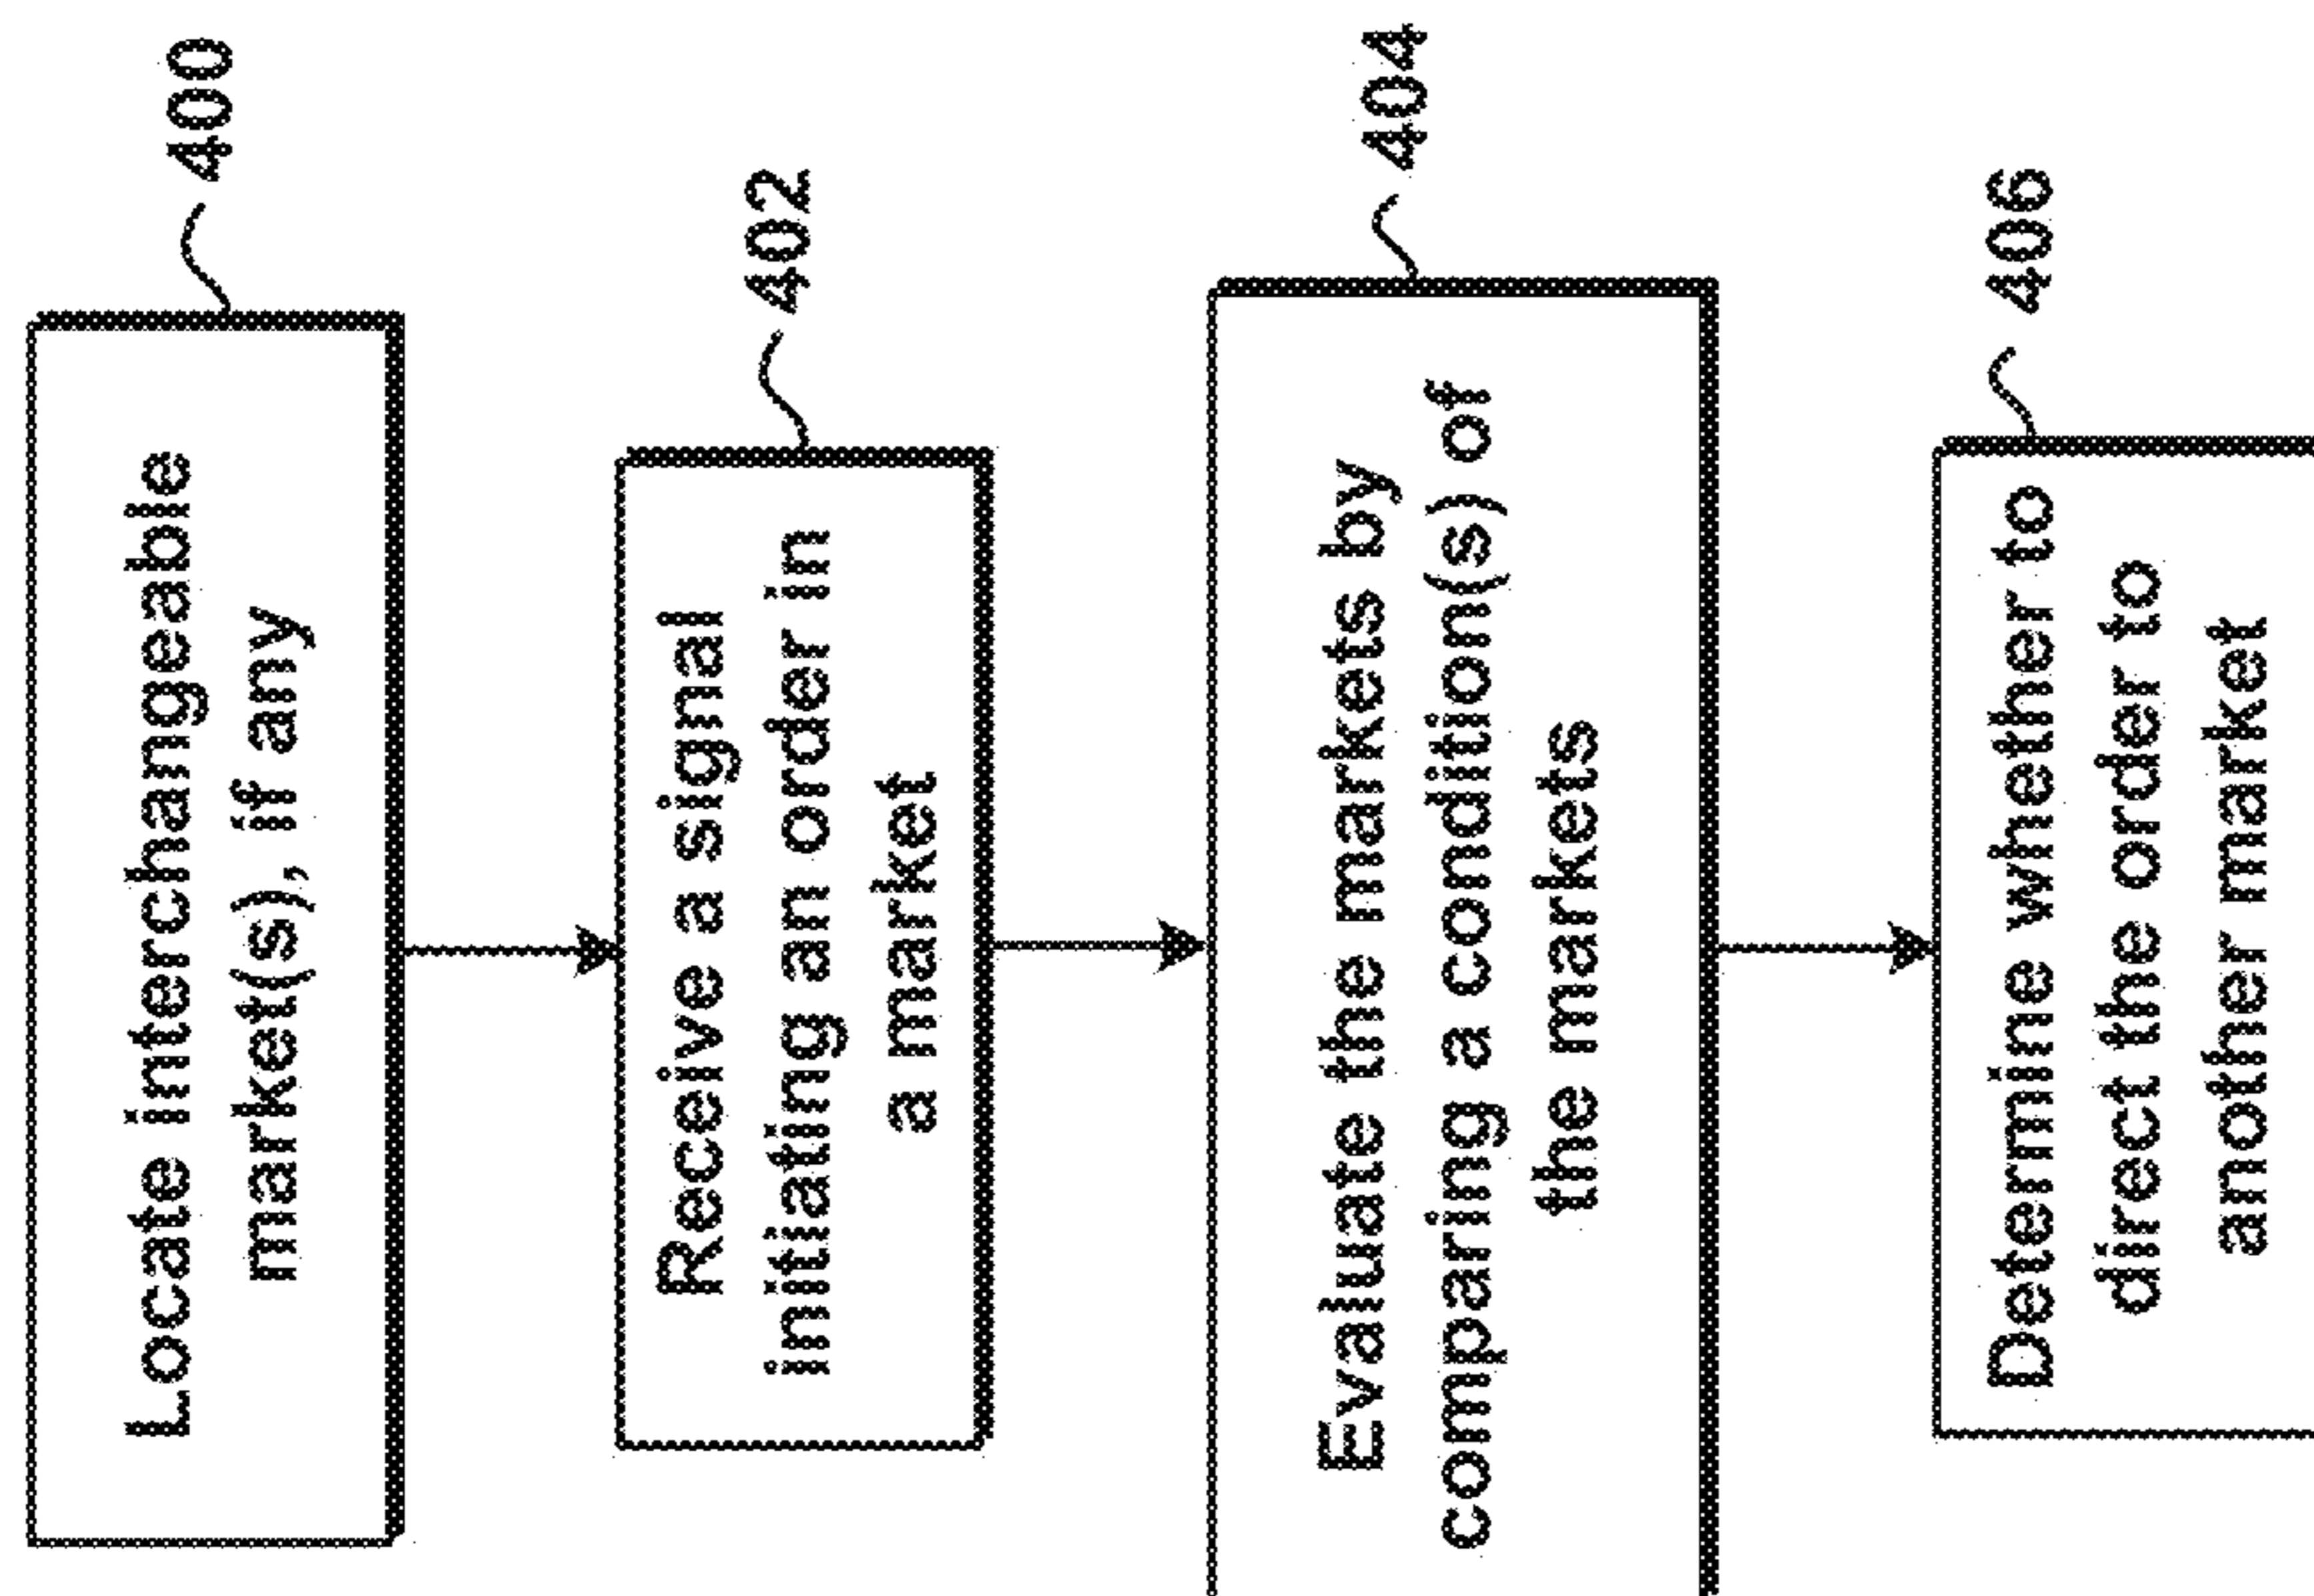 Locate interchangeable
market(s), if any
400
Receive a signal
initiating an order in
a market
402
Evaluate the markets by
comparing a condition(s) of
the markets
404
Determine whether to
direct the order to
another market
406